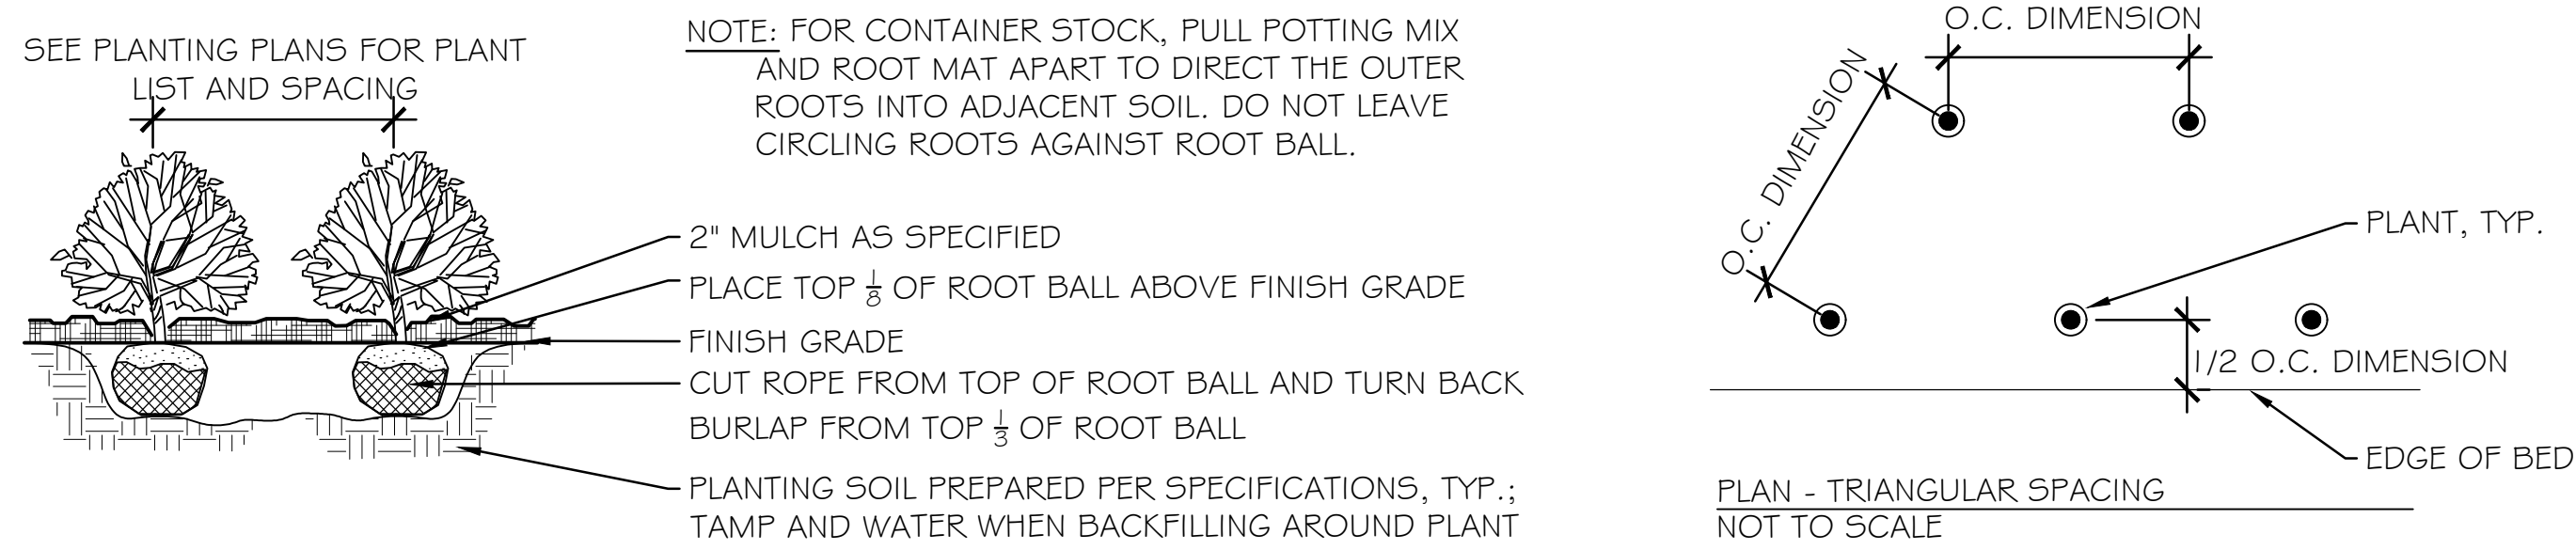 SEE PLANTING PLANS FOR PLANT
LIST AND SPACING
NOTE: FOR CONTAINER STOCK, PULL POTTING MIX
AND ROOT MAT APART TO DIRECT THE OUTER
ROOTS INTO ADJACENT SOIL. DO NOT LEAVE
CIRCLING ROOTS AGAINST ROOT BALL.
2" MULCH AS SPECIFIED
PLACE TOP 1/8 OF ROOT BALL ABOVE FINISH GRADE
FINISH GRADE
CUT ROPE FROM TOP OF ROOT BALL AND TURN BACK
BURLAP FROM TOP 1/3 OF ROOT BALL
PLANTING SOIL PREPARED PER SPECIFICATIONS, TYP.;
TAMP AND WATER WHEN BACKFILLING AROUND PLANT
O.C. DIMENSION
O.C. DIMENSION
PLANT, TYP.
1/2 O.C. DIMENSION
EDGE OF BED
PLAN - TRIANGULAR SPACING
NOT TO SCALE